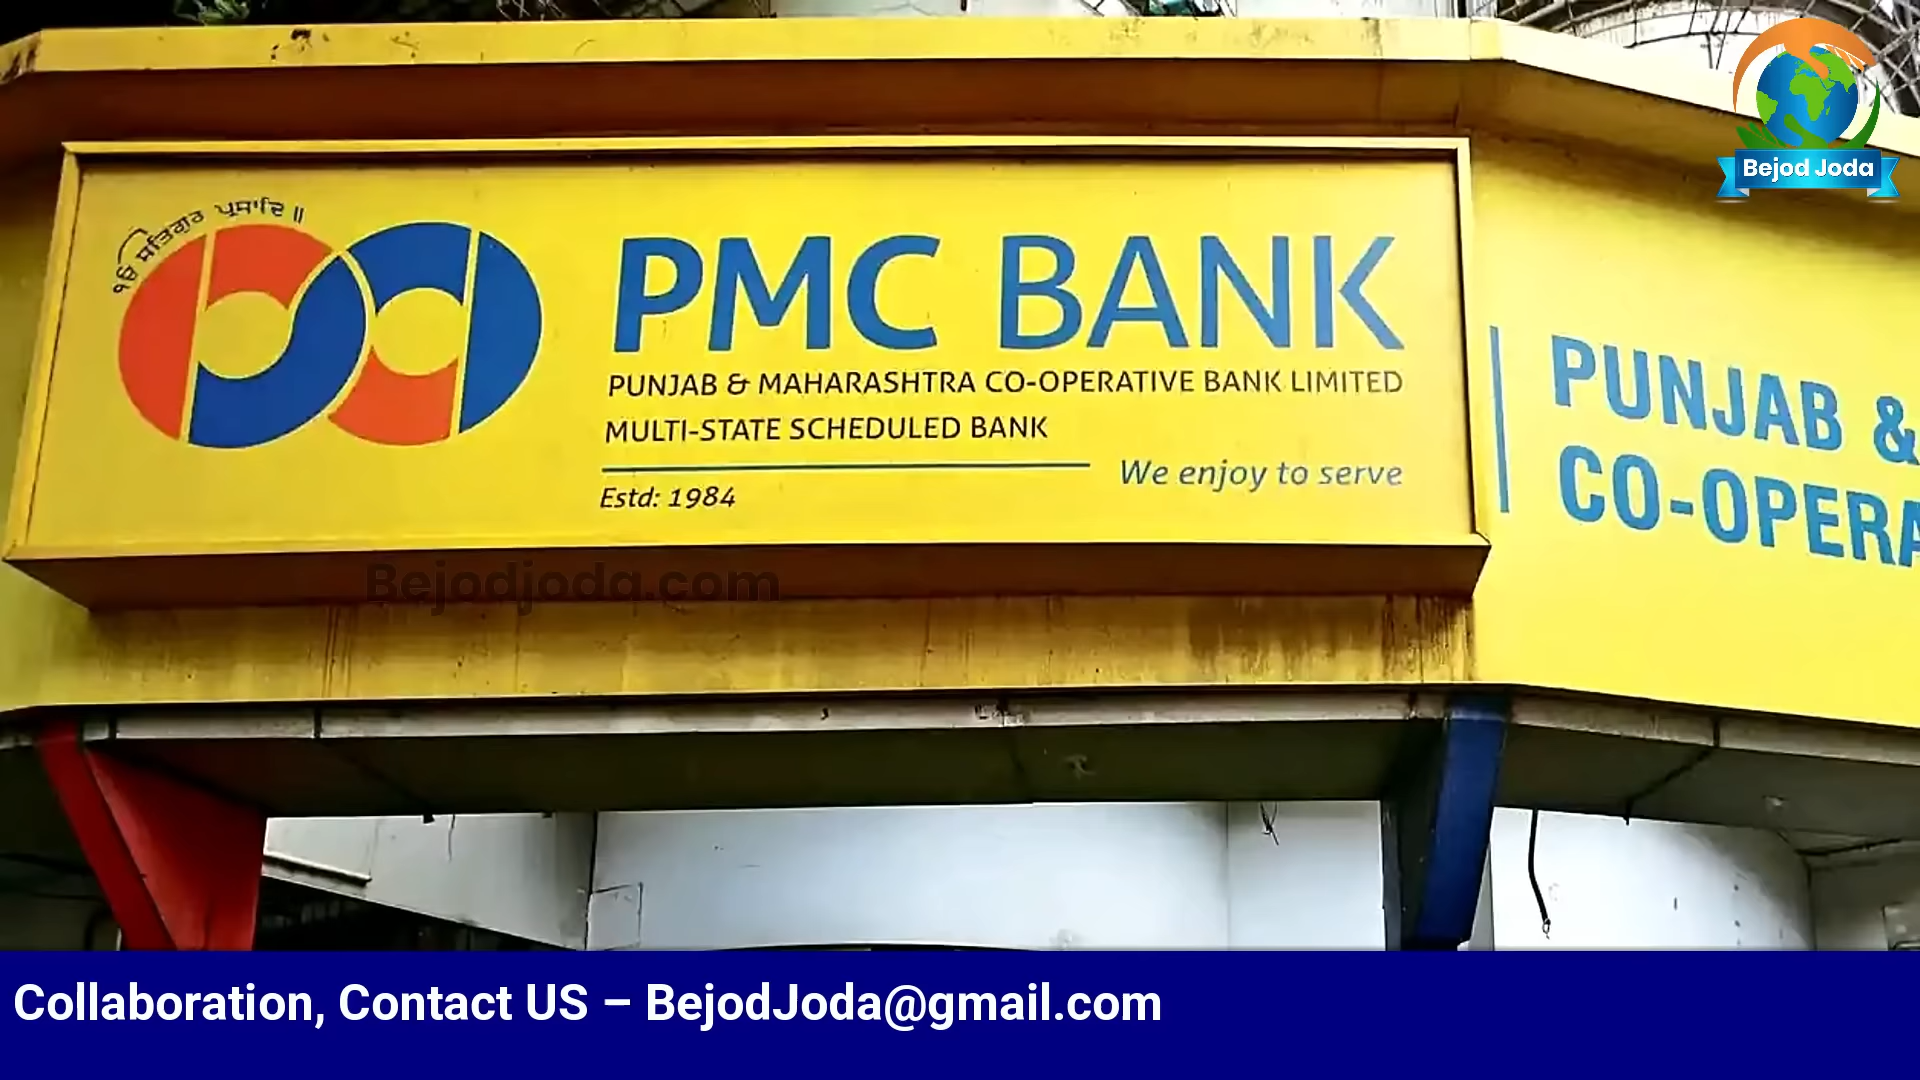 Bejod Joda
ੴ ਸਤਿਗੁਰ ਪ੍ਰਸਾਦਿ ॥
PMC BANK
PUNJAB & MAHARASHTRA CO-OPERATIVE BANK LIMITED
MULTI-STATE SCHEDULED BANK
We enjoy to serve
Estd: 1984
PUNJAB &
CO-OPERA
Bejodjoda.com
Collaboration, Contact US – BejodJoda@gmail.com